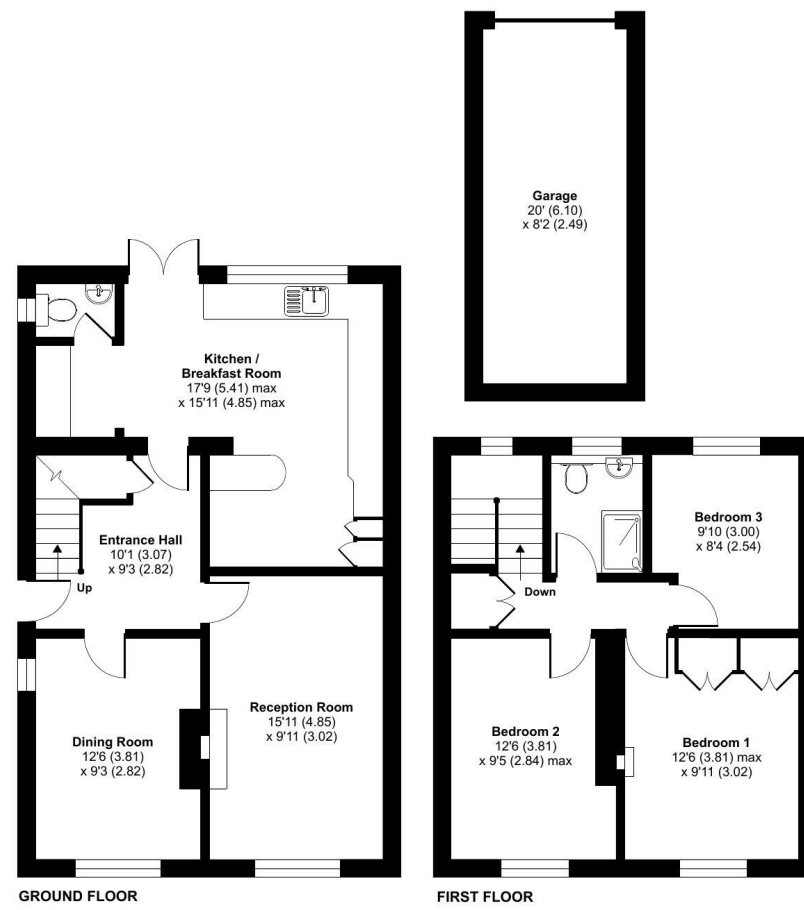 Garage
20' (6.10)
x 8'2 (2.49)
Kitchen /
Breakfast Room
17'9 (5.41) max
x 15'11 (4.85) max
Entrance Hall
10'1 (3.07)
x 9'3 (2.82)
Up
Reception Room
15'11 (4.85)
x 9'11 (3.02)
Dining Room
12'6 (3.81)
x 9'3 (2.82)
GROUND FLOOR
Bedroom 3
9'10 (3.00)
x 8'4 (2.54)
Down
Bedroom 2
12'6 (3.81)
x 9'5 (2.84) max
Bedroom 1
12'6 (3.81) max
x 9'11 (3.02)
FIRST FLOOR